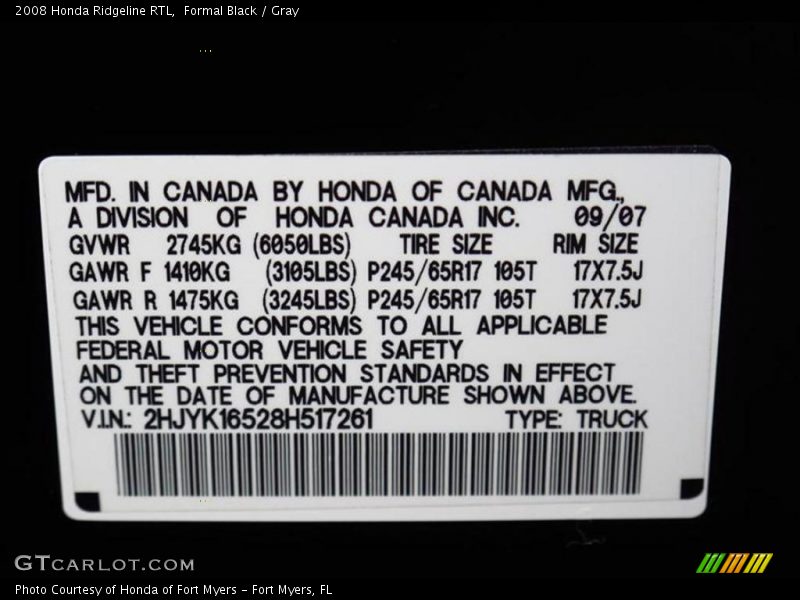 2008 Honda Ridgeline RTL,  Formal Black / Gray
MFD. IN CANADA BY HONDA OF CANADA MFG.,
A DIVISION OF HONDA CANADA INC. 09/07
GVWR 2745KG (6050LBS) TIRE SIZE RIM SIZE
GAWR F 1410KG (3105LBS) P245/65R17 105T 17X7.5J
GAWR R 1475KG (3245LBS) P245/65R17 105T 17X7.5J
THIS VEHICLE CONFORMS TO ALL APPLICABLE
FEDERAL MOTOR VEHICLE SAFETY
AND THEFT PREVENTION STANDARDS IN EFFECT
ON THE DATE OF MANUFACTURE SHOWN ABOVE.
V.I.N.: 2HJYK16528H517261 TYPE: TRUCK
GTCARLOT.COM
Photo Courtesy of Honda of Fort Myers - Fort Myers, FL